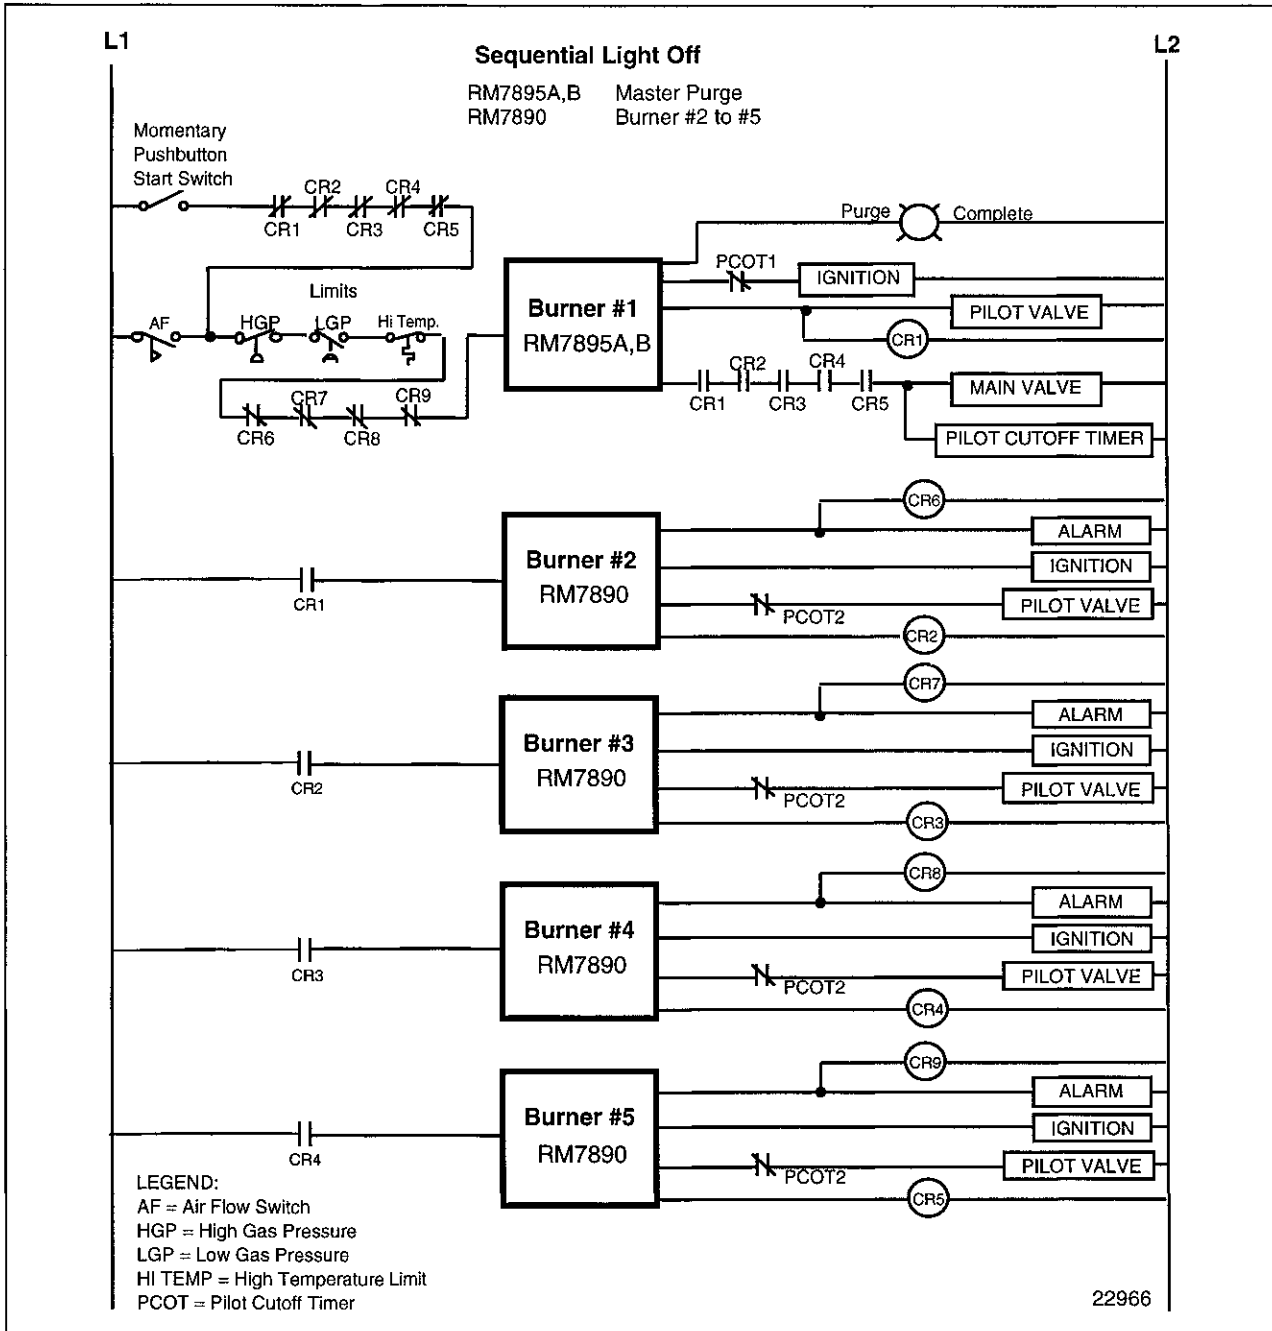 L1
L2
Sequential Light Off
RM7895A,B Master Purge
RM7890 Burner #2 to #5
Momentary
Pushbutton
Start Switch
CR2 CR4
CR1 CR3 CR5
Purge Complete
PCOT1 IGNITION
Limits
AF HGP LGP Hi Temp.
Burner #1
RM7895A,B
PILOT VALVE
CR1
CR2 CR4
CR1 CR3 CR5
MAIN VALVE
CR7 CR9
CR6 CR8
PILOT CUTOFF TIMER
CR6
ALARM
Burner #2
RM7890
IGNITION
CR1
PCOT2
PILOT VALVE
CR2
CR7
ALARM
Burner #3
RM7890
IGNITION
CR2
PCOT2
PILOT VALVE
CR3
CR8
ALARM
Burner #4
RM7890
IGNITION
CR3
PCOT2
PILOT VALVE
CR4
CR9
ALARM
Burner #5
RM7890
IGNITION
CR4
PCOT2
PILOT VALVE
CR5
LEGEND:
AF = Air Flow Switch
HGP = High Gas Pressure
LGP = Low Gas Pressure
HI TEMP = High Temperature Limit
PCOT = Pilot Cutoff Timer
22966